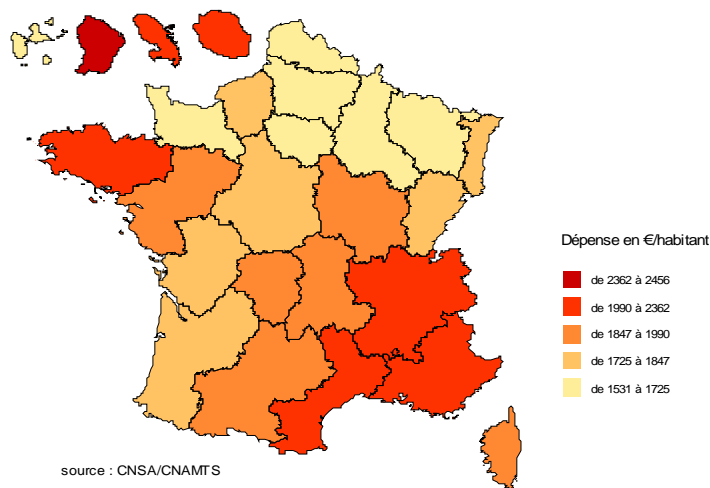 Dépense en €/habitant
de 2362 à 2456
de 1990 à 2362
de 1847 à 1990
de 1725 à 1847
de 1531 à 1725
source : CNSA/CNAMTS